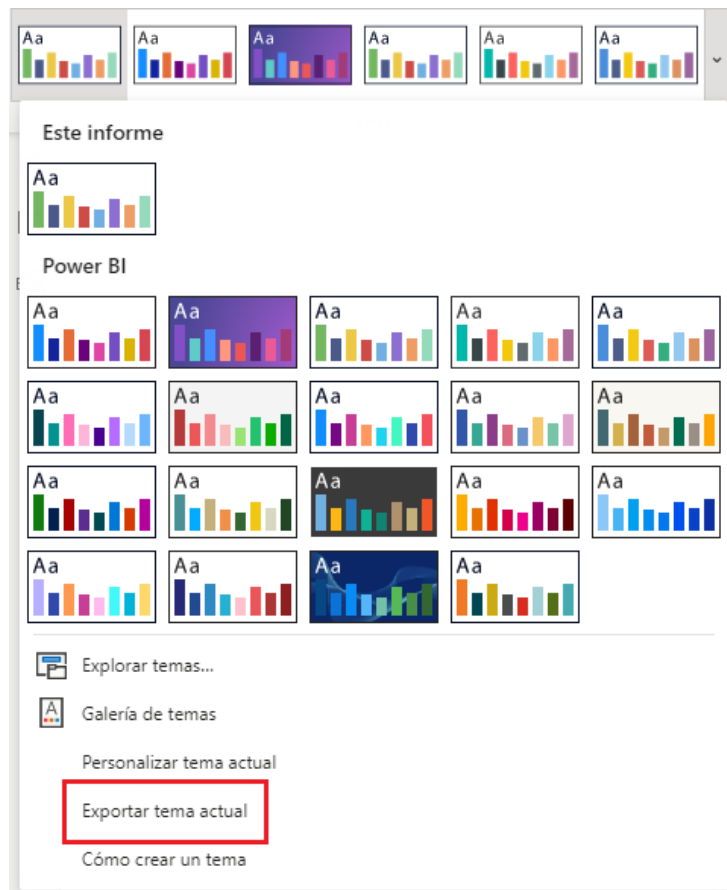 Aa Aa Aa Aa Aa Aa
Este informe
Aa
Power BI
Aa Aa Aa Aa Aa
Aa Aa Aa Aa Aa
Aa Aa Aa Aa Aa
Aa Aa Aa Aa
Explorar temas...
A Galería de temas
Personalizar tema actual
Exportar tema actual
Cómo crear un tema